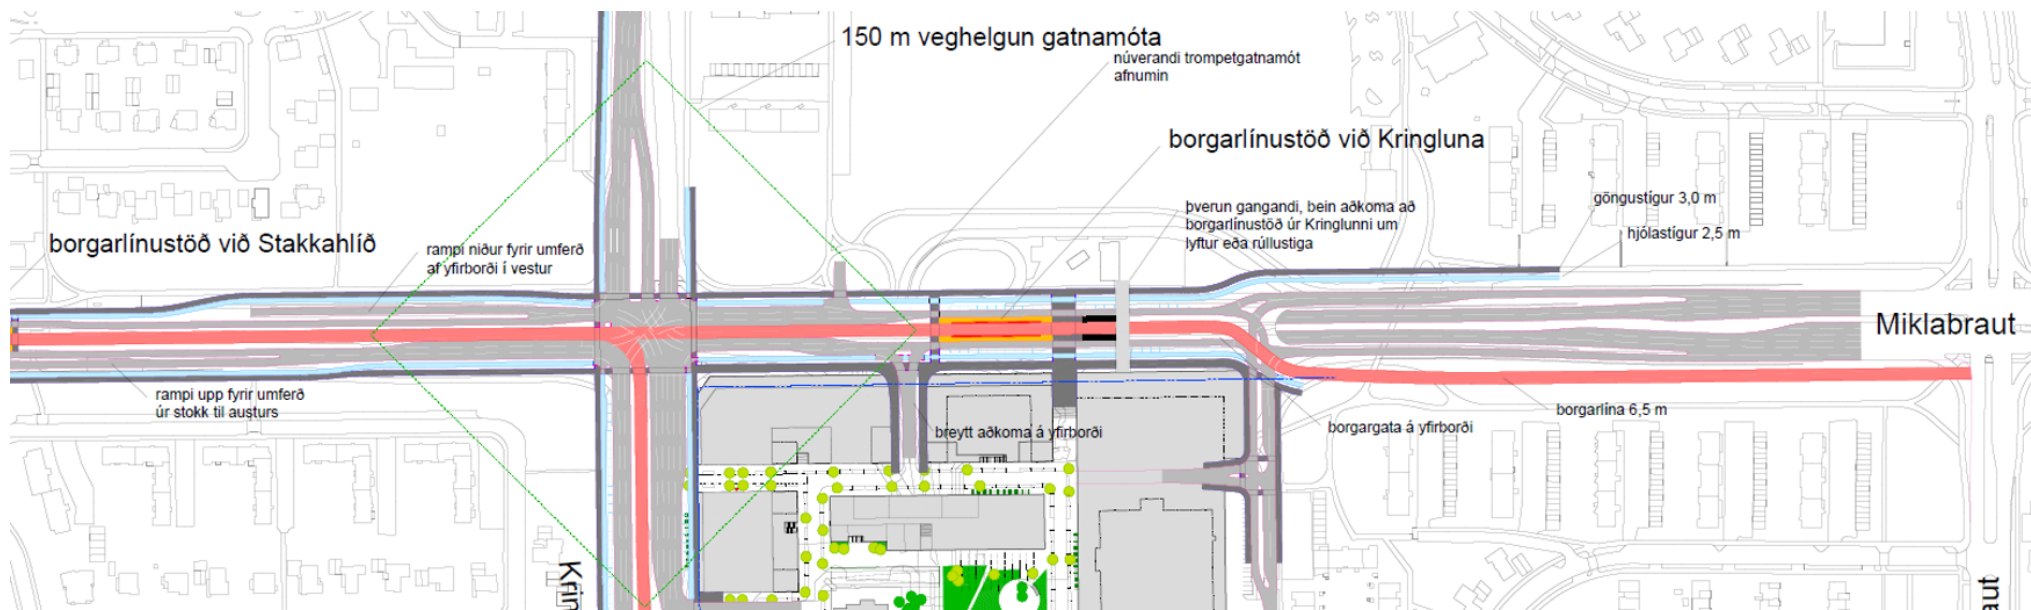 150 m veghelgun gatnamóta
núverandi trompetgatnamót
afnumin
borgarlínustöð við Kringluna
þverun gangandi, bein aðkoma að
borgarlínustöð úr Kringlunni um
lyftur eða rúllustiga
göngustígur 3,0 m
hjólastígur 2,5 m
borgarlínustöð við Stakkahlíð
rampi niður fyrir umferð
af yfirborði í vestur
Miklabraut
rampi upp fyrir umferð
úr stokk til austurs
breytt aðkoma á yfirborði
borgargata á yfirborði
borgarlína 6,5 m
Krin
aut